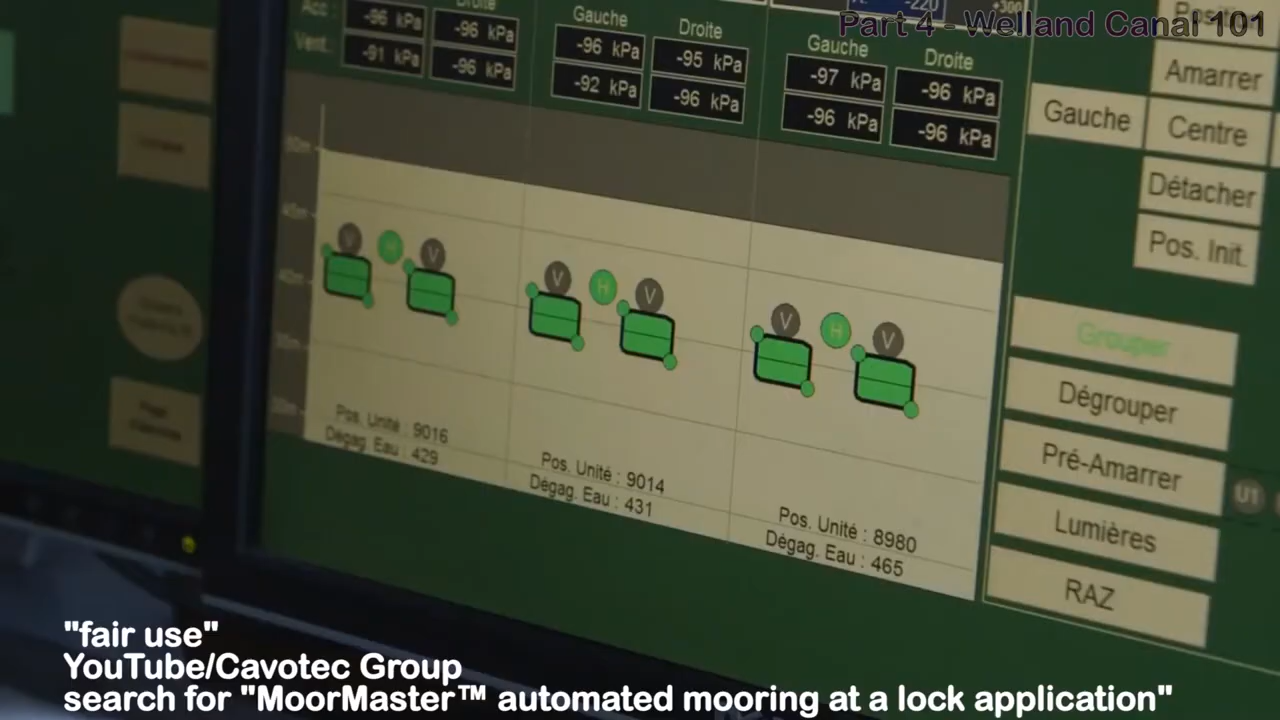 Part 4 - Welland Canal 101
-220
+300
Acc :
Droite
Gauche
Droite
Gauche
Droite
-96 kPa
-96 kPa
-96 kPa
-95 kPa
-97 kPa
-96 kPa
Vent.
-91 kPa
-96 kPa
-92 kPa
-96 kPa
-96 kPa
-96 kPa
Amarrer
Gauche
Centre
Détacher
Pos. Init.
V H V
V H V
V H V
Grouper
Dégrouper
Pré-Amarrer
U1
Lumières
RAZ
Pos. Unité : 9016
Dégag. Eau : 429
Pos. Unité : 9014
Dégag. Eau : 431
Pos. Unité : 8980
Dégag. Eau : 465
"fair use"
YouTube/Cavotec Group
search for "MoorMaster™ automated mooring at a lock application"